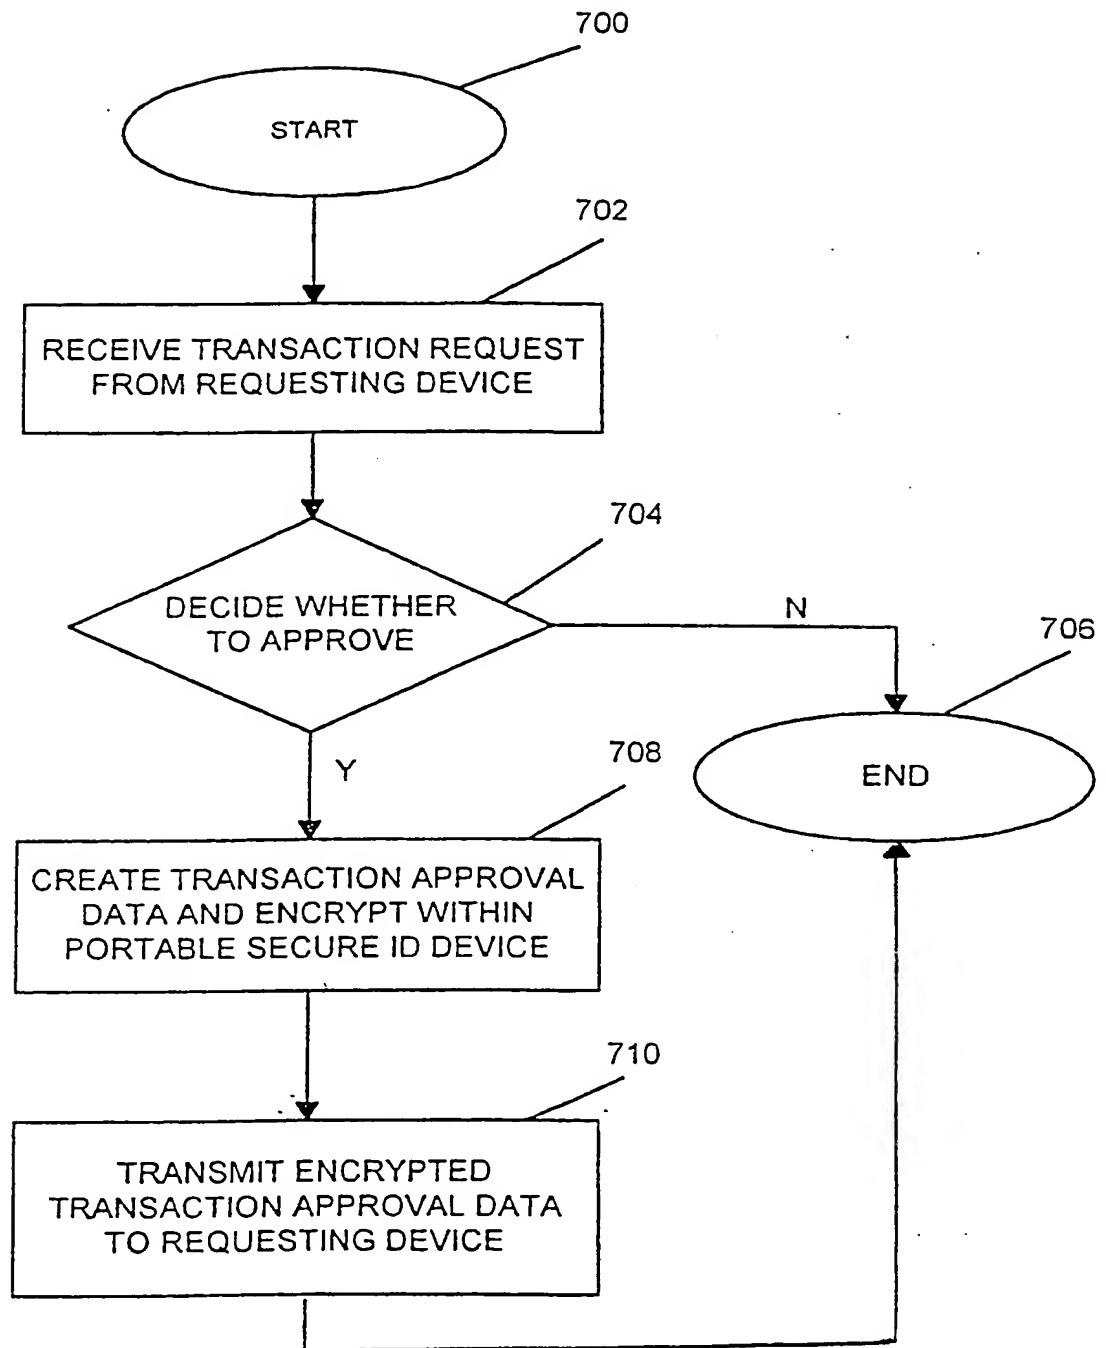 700
START
702
RECEIVE TRANSACTION REQUEST
FROM REQUESTING DEVICE
704
DECIDE WHETHER
TO APPROVE
N
706
END
Y
708
CREATE TRANSACTION APPROVAL
DATA AND ENCRYPT WITHIN
PORTABLE SECURE ID DEVICE
710
TRANSMIT ENCRYPTED
TRANSACTION APPROVAL DATA
TO REQUESTING DEVICE